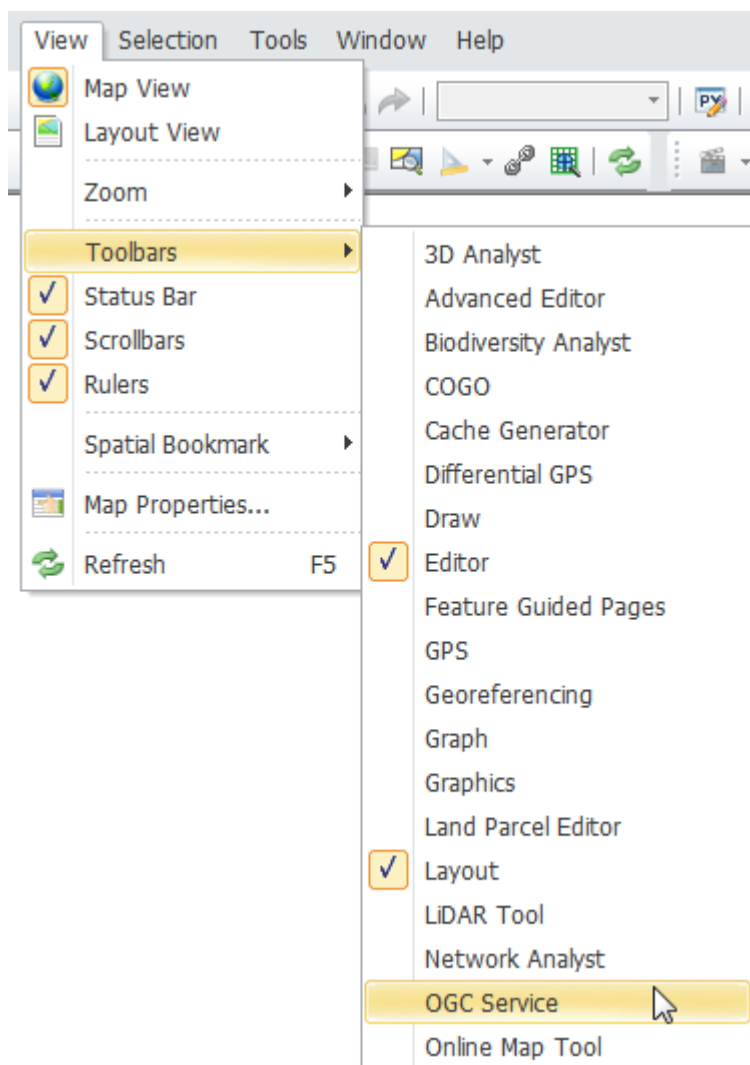 View Selection Tools Window Help
Map View
PY
Layout View
Zoom
Toolbars
Status Bar
Scrollbars
Rulers
Spatial Bookmark
Map Properties...
Refresh F5
3D Analyst
Advanced Editor
Biodiversity Analyst
COGO
Cache Generator
Differential GPS
Draw
Editor
Feature Guided Pages
GPS
Georeferencing
Graph
Graphics
Land Parcel Editor
Layout
LiDAR Tool
Network Analyst
OGC Service
Online Map Tool